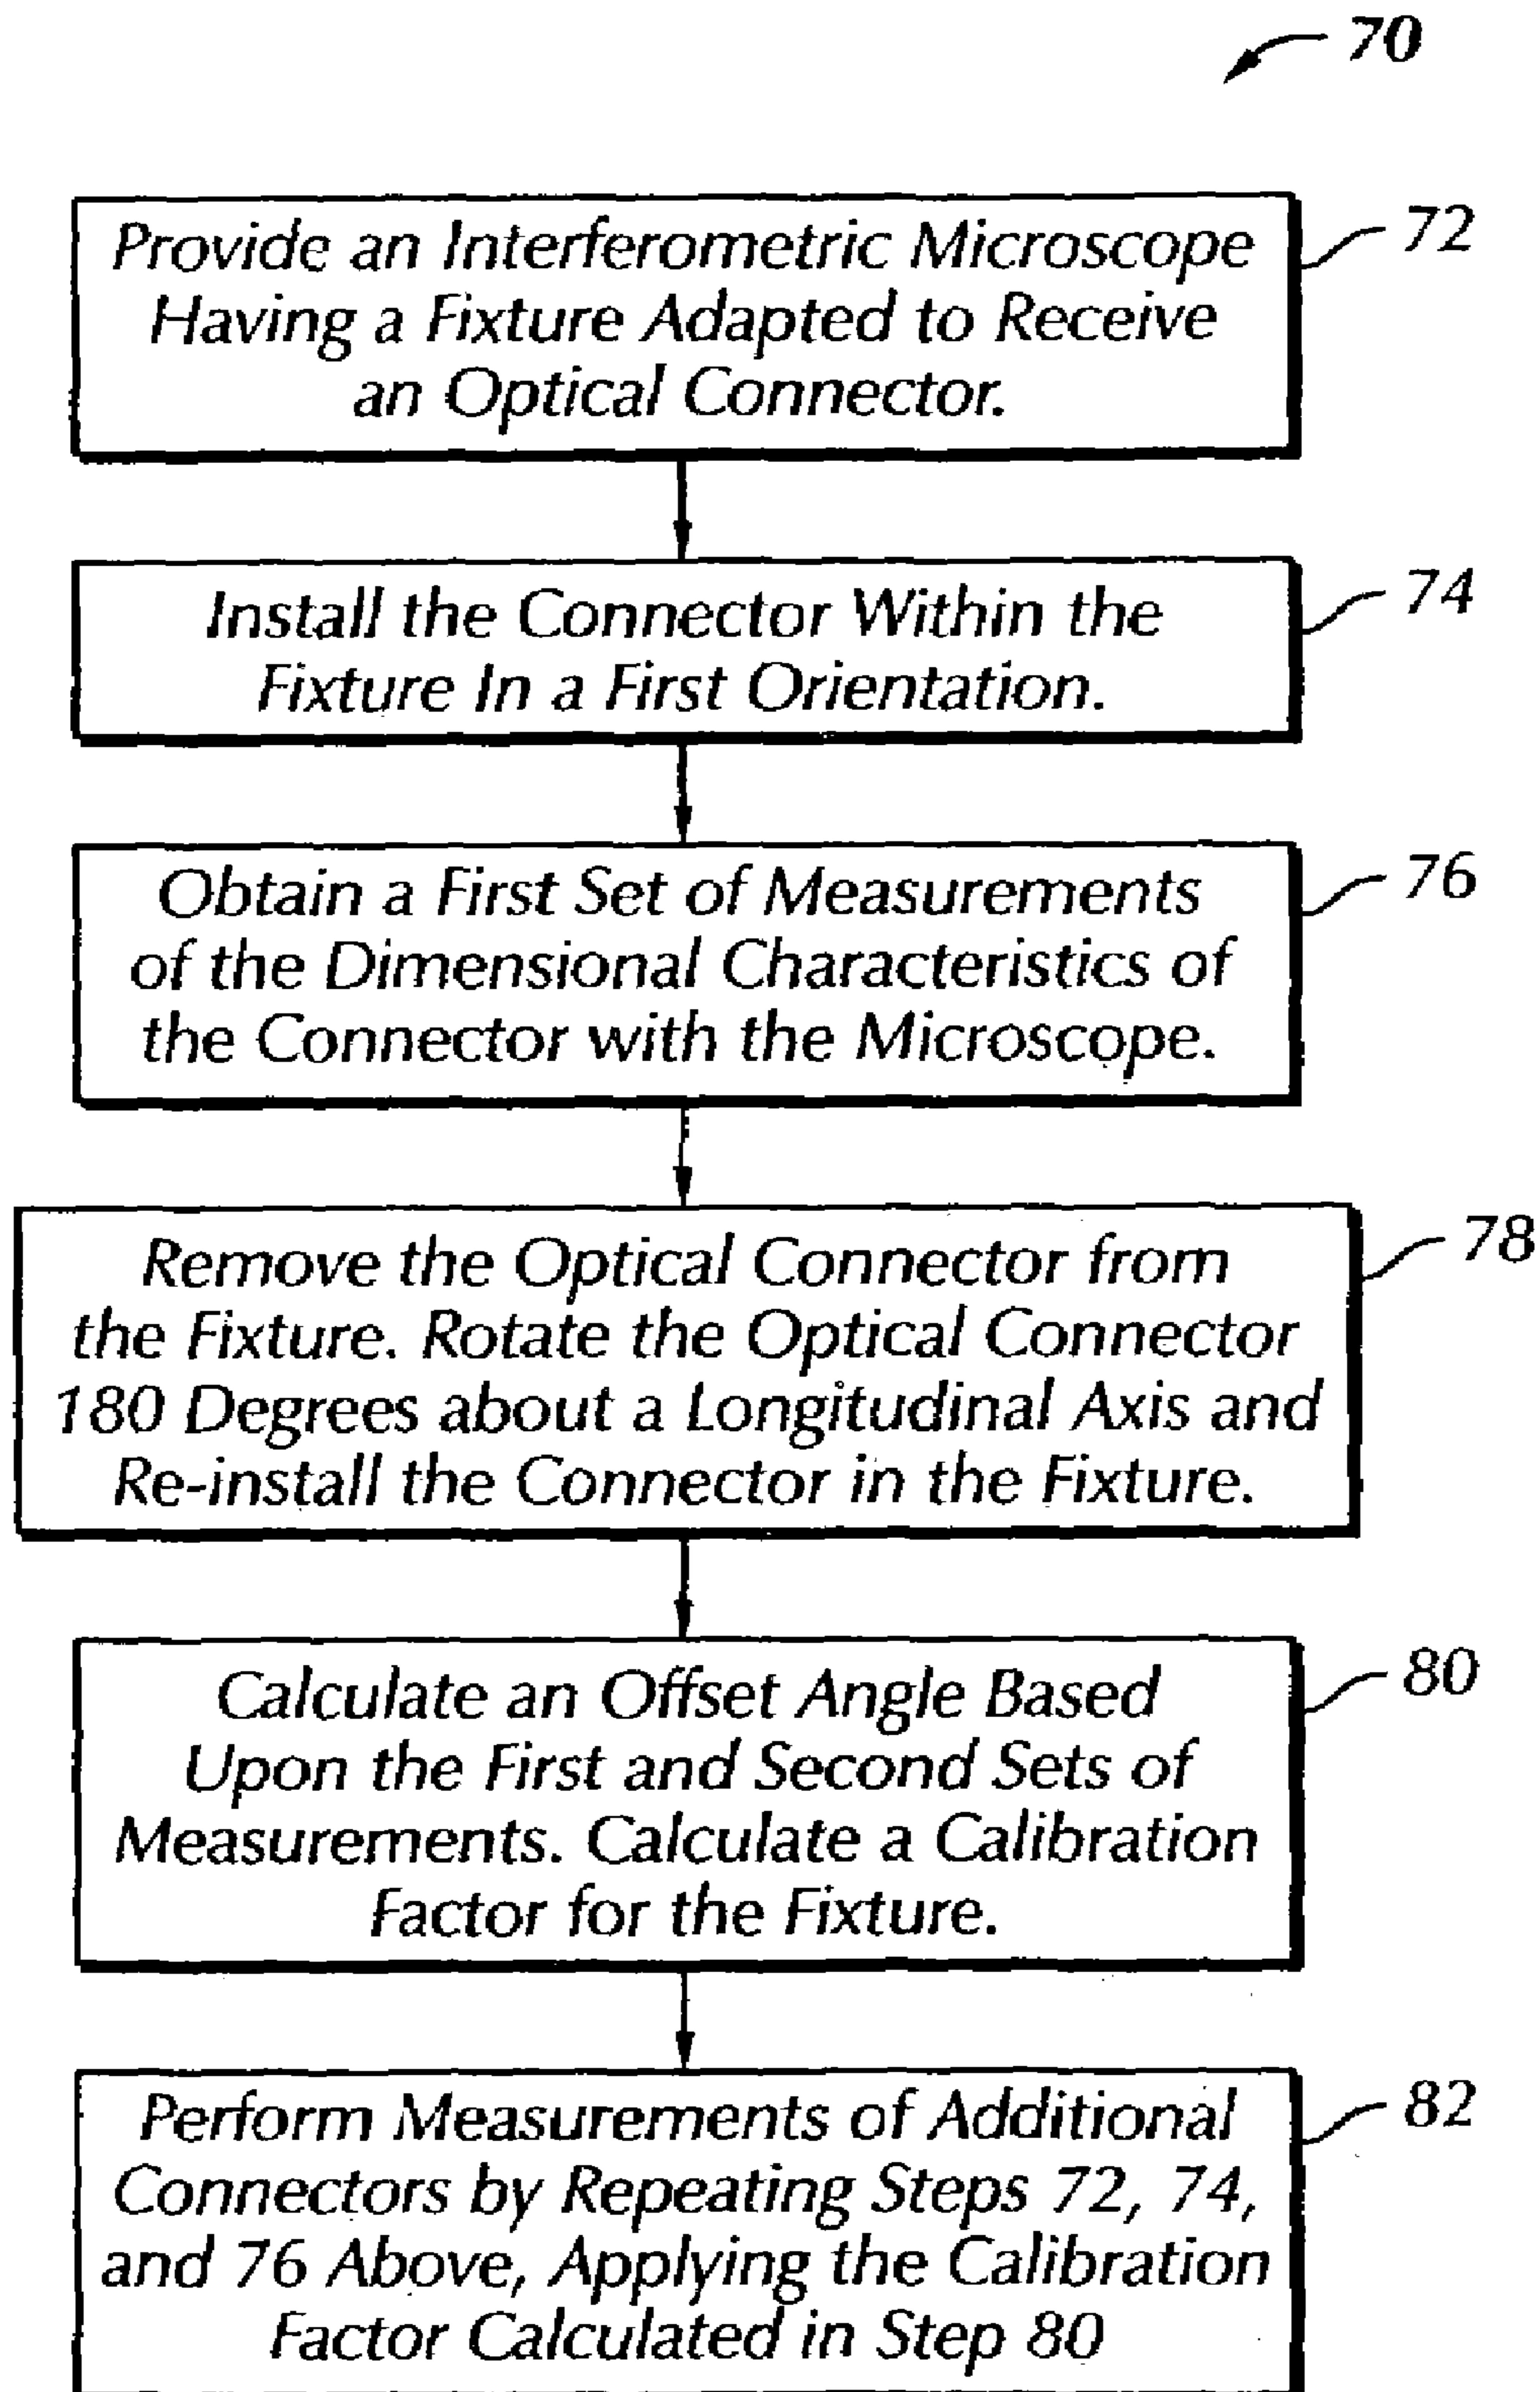 70
Provide an Interferometric Microscope
Having a Fixture Adapted to Receive
an Optical Connector.
72
Install the Connector Within the
Fixture In a First Orientation.
74
Obtain a First Set of Measurements
of the Dimensional Characteristics of
the Connector with the Microscope.
76
Remove the Optical Connector from
the Fixture. Rotate the Optical Connector
180 Degrees about a Longitudinal Axis and
Re-install the Connector in the Fixture.
78
Calculate an Offset Angle Based
Upon the First and Second Sets of
Measurements. Calculate a Calibration
Factor for the Fixture.
80
Perform Measurements of Additional
Connectors by Repeating Steps 72, 74,
and 76 Above, Applying the Calibration
Factor Calculated in Step 80
82